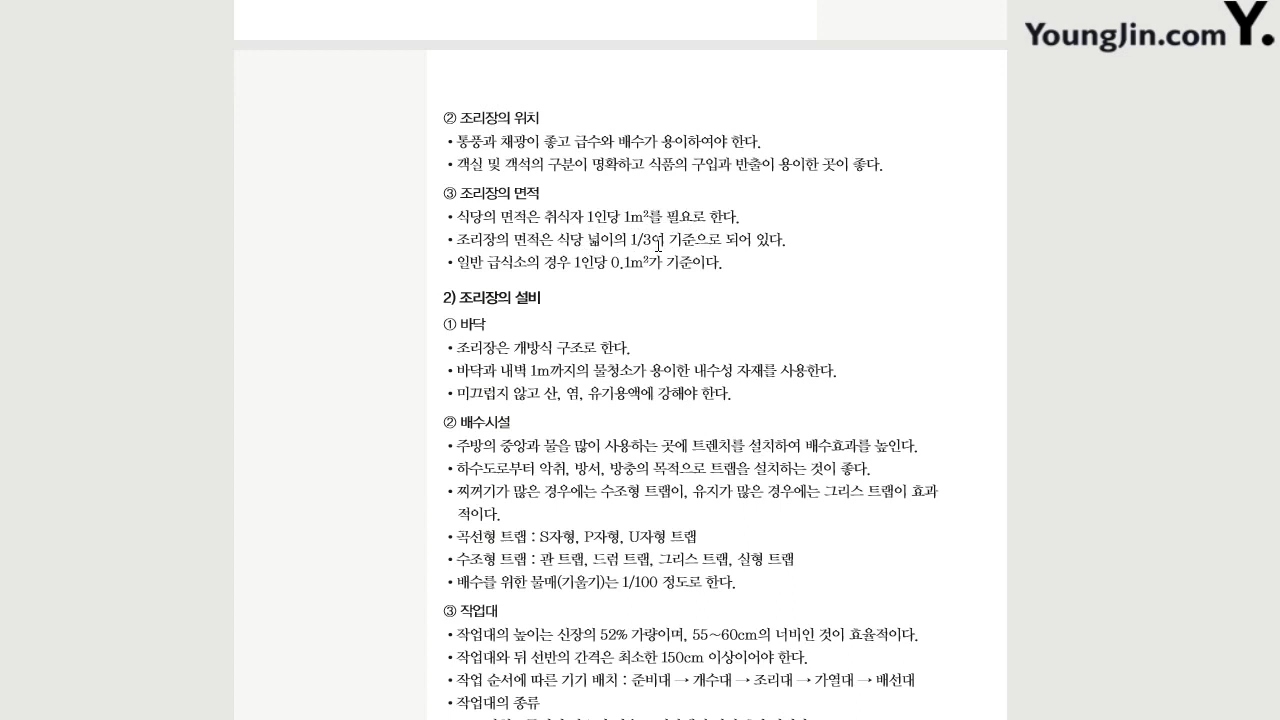 YoungJin.com Y.
② 조리장의 위치
• 통풍과 채광이 좋고 급수와 배수가 용이하여야 한다.
• 객실 및 객석의 구분이 명확하고 식품의 구입과 반출이 용이한 곳이 좋다.
③ 조리장의 면적
• 식당의 면적은 취식자 1인당 1m²를 필요로 한다.
• 조리장의 면적은 식당 넓이의 1/3이 기준으로 되어 있다.
• 일반 급식소의 경우 1인당 0.1m²가 기준이다.
2) 조리장의 설비
① 바닥
• 조리장은 개방식 구조로 한다.
• 바닥과 내벽 1m까지의 물청소가 용이한 내수성 자재를 사용한다.
• 미끄럽지 않고 산, 염, 유기용액에 강해야 한다.
② 배수시설
• 주방의 중앙과 물을 많이 사용하는 곳에 트렌치를 설치하여 배수효과를 높인다.
• 하수도로부터 악취, 방서, 방충의 목적으로 트랩을 설치하는 것이 좋다.
• 찌꺼기가 많은 경우에는 수조형 트랩이, 유지가 많은 경우에는 그리스 트랩이 효과
적이다.
• 곡선형 트랩 : S자형, P자형, U자형 트랩
• 수조형 트랩 : 관 트랩, 드럼 트랩, 그리스 트랩, 실형 트랩
• 배수를 위한 물매(기울기)는 1/100 정도로 한다.
③ 작업대
• 작업대의 높이는 신장의 52% 가량이며, 55~60cm의 너비인 것이 효율적이다.
• 작업대와 뒤 선반의 간격은 최소한 150cm 이상이어야 한다.
• 작업 순서에 따른 기기 배치 : 준비대 → 개수대 → 조리대 → 가열대 → 배선대
• 작업대의 종류